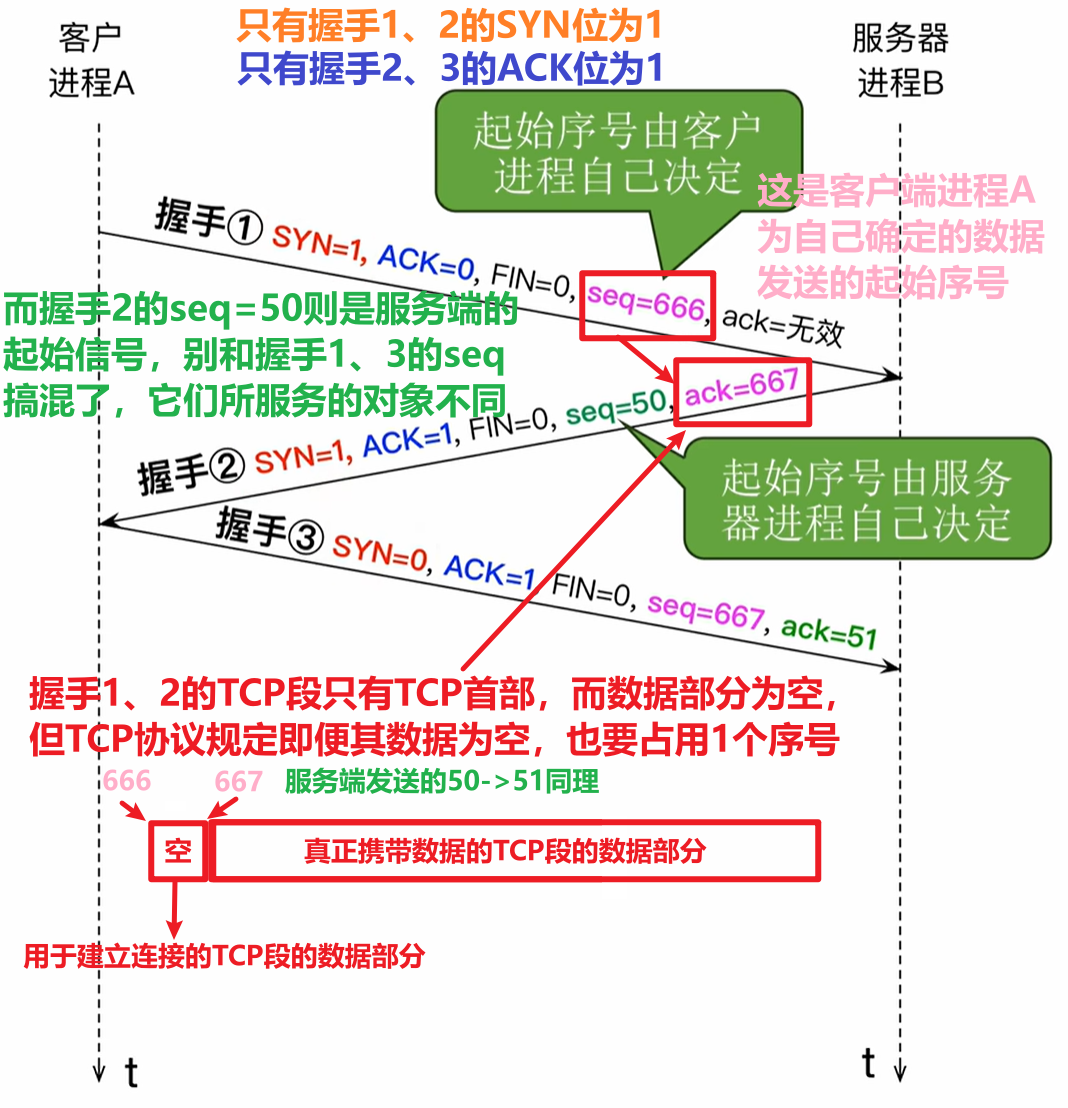 客户
进程A
只有握手1、2的SYN位为1
只有握手2、3的ACK位为1
服务器
进程B
起始序号由客户
进程自己决定
这是客户端进程A
为自己确定的数据
发送的起始序号
握手① SYN=1, ACK=0, FIN=0, seq=666, ack=无效
而握手2的seq=50则是服务端的
起始信号，别和握手1、3的seq
搞混了，它们所服务的对象不同
握手② SYN=1, ACK=1, FIN=0, seq=50, ack=667
起始序号由服务
器进程自己决定
握手③ SYN=0, ACK=1, FIN=0, seq=667, ack=51
握手1、2的TCP段只有TCP首部，而数据部分为空，
但TCP协议规定即便其数据为空，也要占用1个序号
666 667 服务端发送的50->51同理
空 真正携带数据的TCP段的数据部分
用于建立连接的TCP段的数据部分
t t